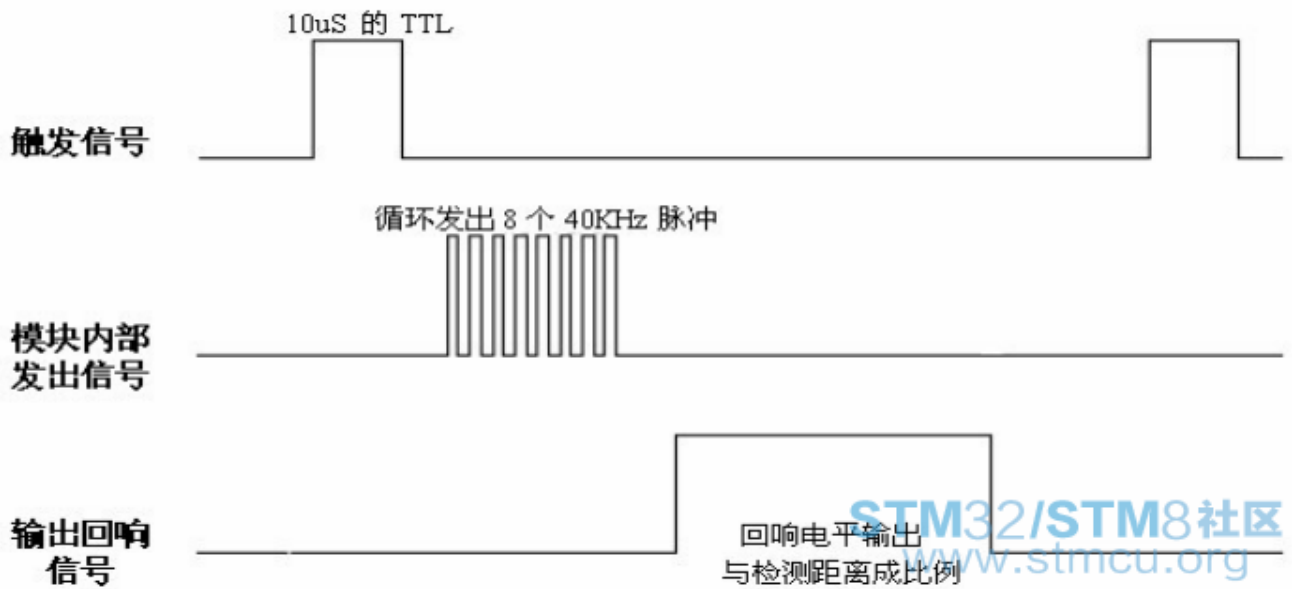 10uS 的 TTL
触发信号
循环发出 8 个 40KHz 脉冲
模块内部
发出信号
输出回响
信号
回响电平输出
与检测距离成比例
STM32/STM8社区
www.stmcu.org